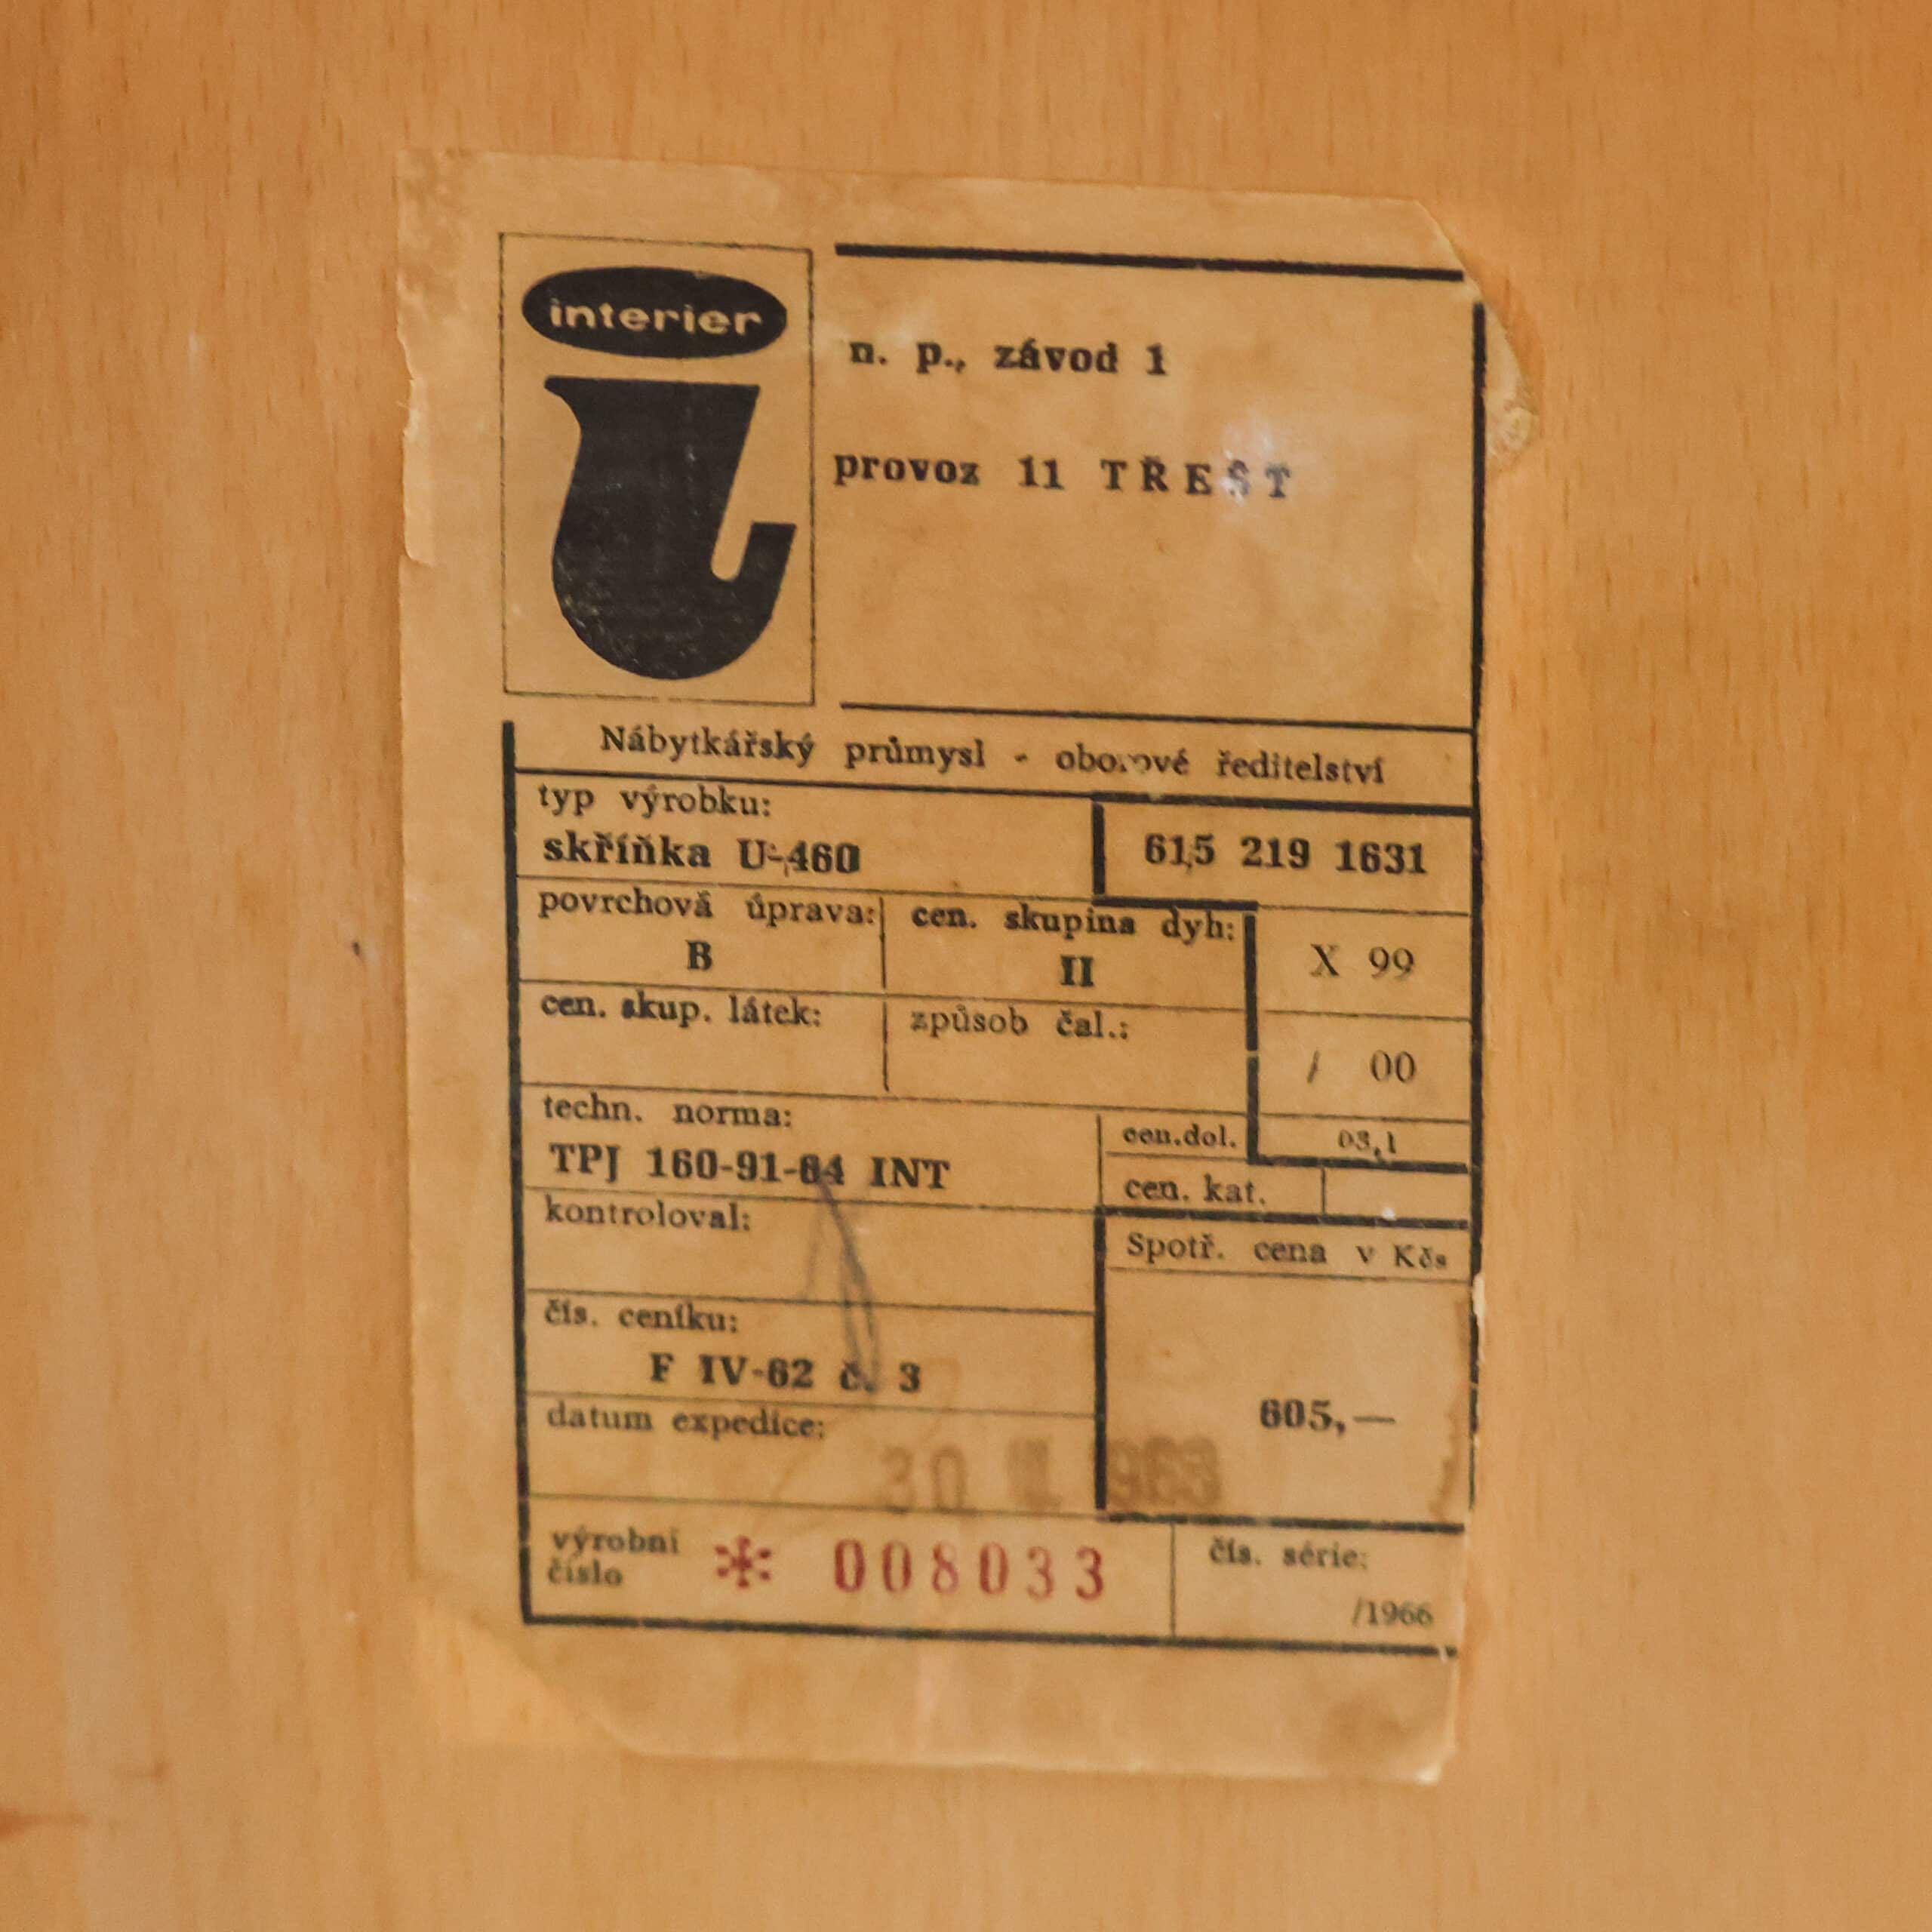 interier
n. p., závod 1
provoz 11 TŘEŠŤ
Nábytkářský průmysl - oborové ředitelství
typ výrobku:
skříňka U-460
615 219 1631
povrchová úprava:
B
cen. skupina dyh:
II
X 99
cen. skup. látek:
způsob čal.:
/ 00
techn. norma:
TPJ 160-91-64 INT
cen.dol.
03,1
cen. kat.
kontroloval:
Spotř. cena v Kčs
čís. ceníku:
F IV-62 č. 3
605,—
datum expedice:
30
výrobní
číslo
* 008033
čís. série:
/1966